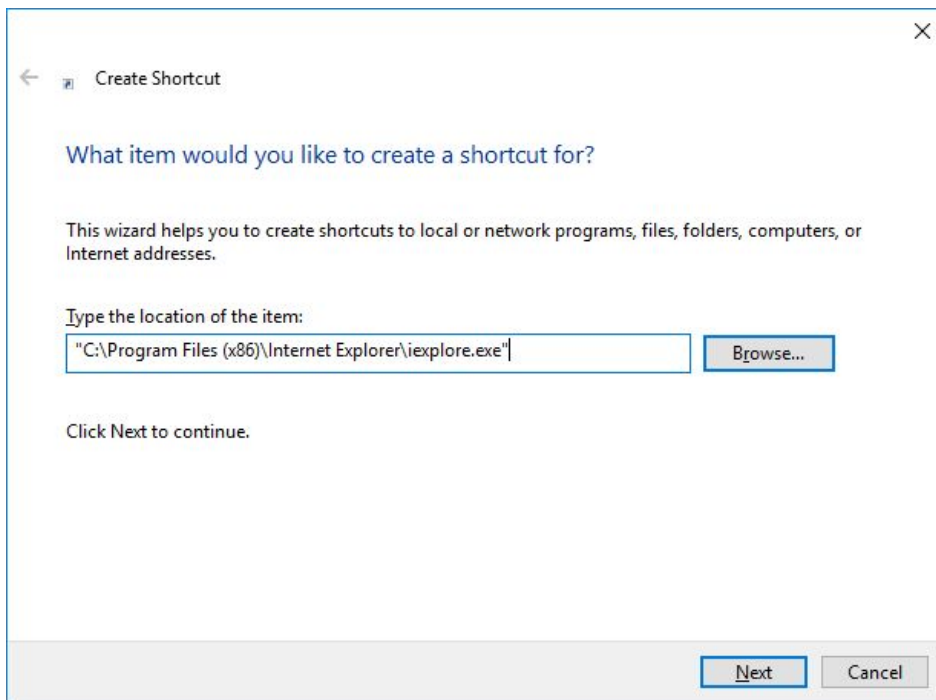 Create Shortcut
What item would you like to create a shortcut for?
This wizard helps you to create shortcuts to local or network programs, files, folders, computers, or
Internet addresses.
Type the location of the item:
"C:\Program Files (x86)\Internet Explorer\iexplore.exe"
Browse...
Click Next to continue.
Next
Cancel